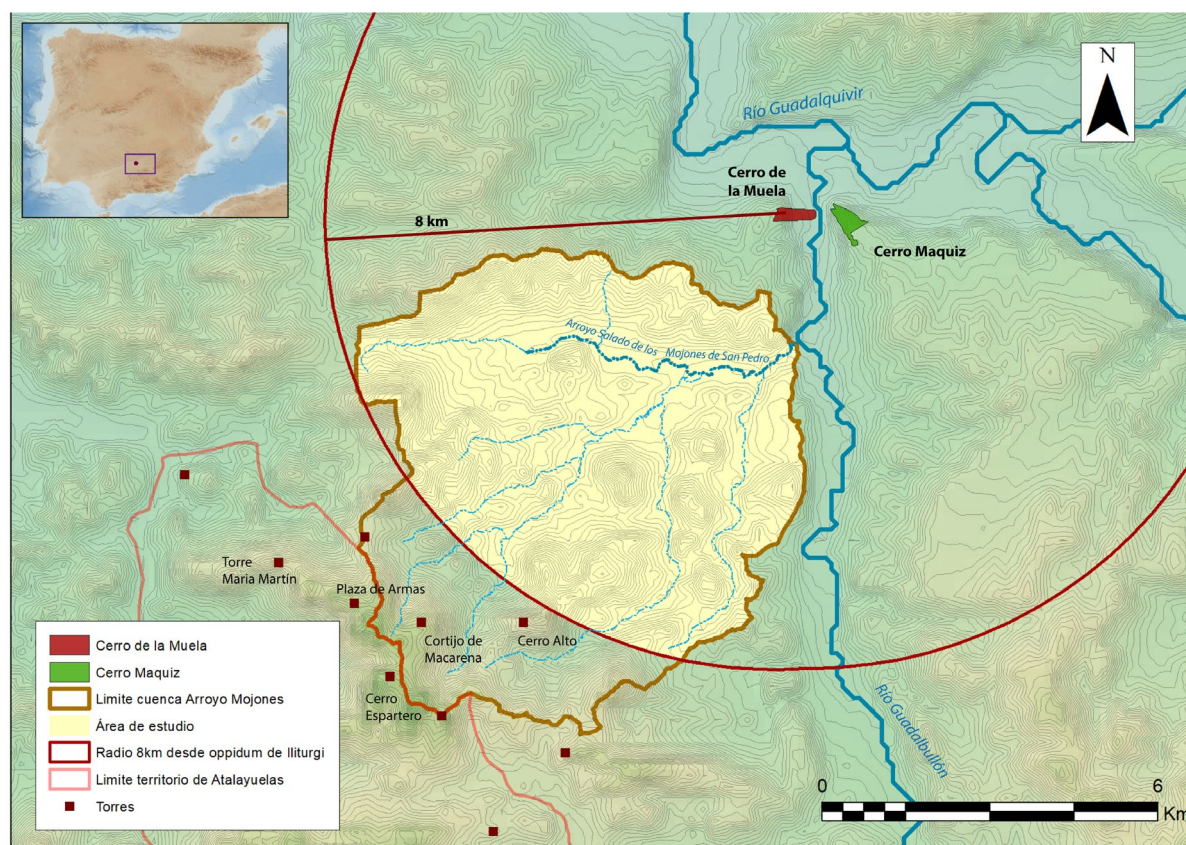 N
Río Guadalquivir
Cerro de
la Muela
8 km
Cerro Maquiz
Arroyo Salado de los Mojones de San Pedro
Torre
Maria Martín
Plaza de Armas
Cortijo de
Macarena
Cerro Alto
Cerro
Espartero
Río Guadalbullón
Cerro de la Muela
Cerro Maquiz
Limite cuenca Arroyo Mojones
Área de estudio
Radio 8km desde oppidum de Iliturgi
Limite territorio de Atalayuelas
Torres
0 6
Km